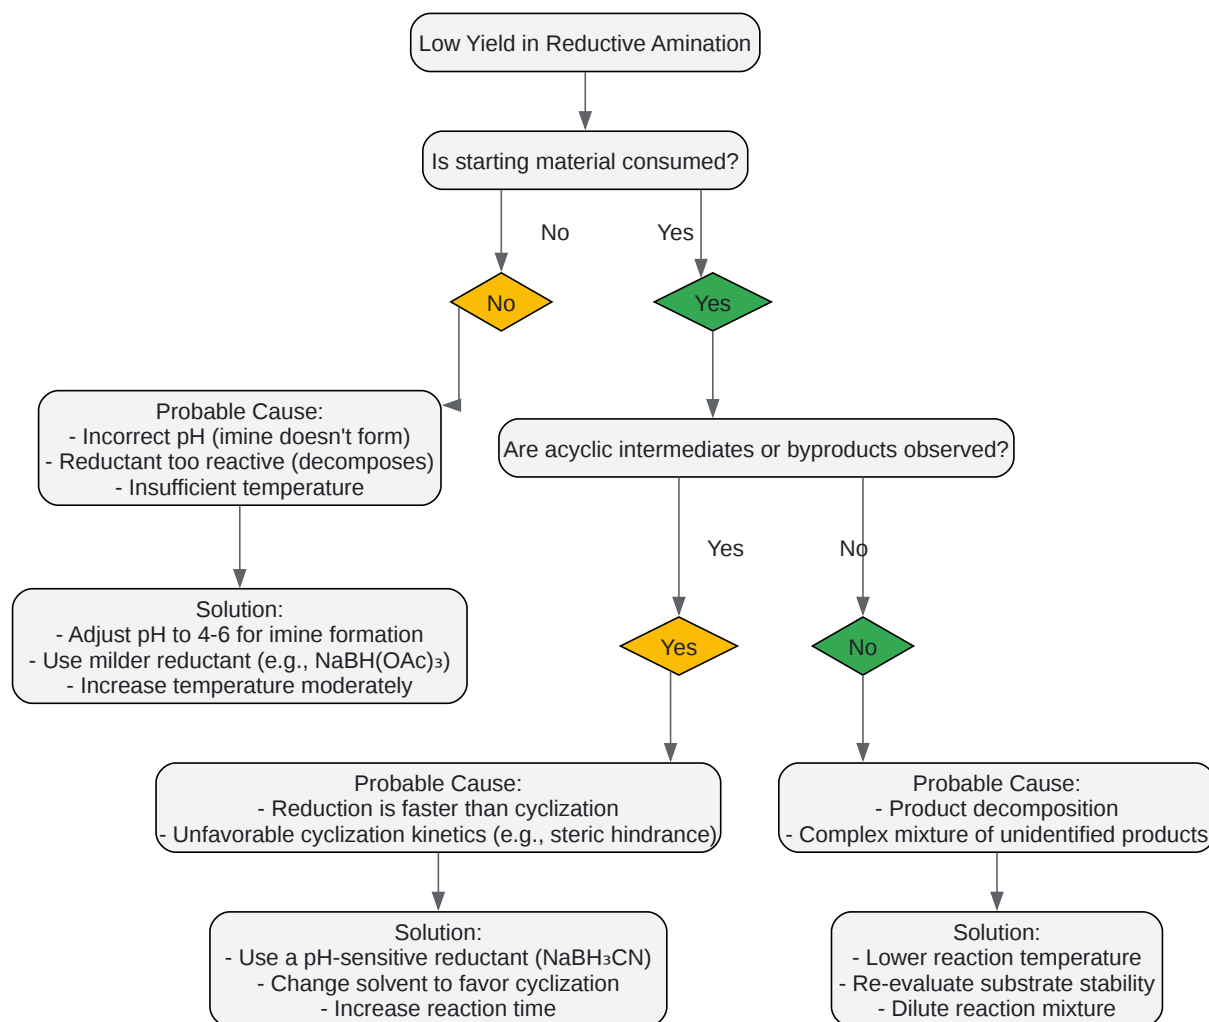 Low Yield in Reductive Amination
Is starting material consumed?
No
Yes
No
Yes
Probable Cause:
- Incorrect pH (imine doesn't form)
- Reductant too reactive (decomposes)
- Insufficient temperature
Are acyclic intermediates or byproducts observed?
Yes
No
Solution:
- Adjust pH to 4-6 for imine formation
- Use milder reductant (e.g., NaBH(OAc)₃)
- Increase temperature moderately
Yes
No
Probable Cause:
- Reduction is faster than cyclization
- Unfavorable cyclization kinetics (e.g., steric hindrance)
Probable Cause:
- Product decomposition
- Complex mixture of unidentified products
Solution:
- Use a pH-sensitive reductant (NaBH₃CN)
- Change solvent to favor cyclization
- Increase reaction time
Solution:
- Lower reaction temperature
- Re-evaluate substrate stability
- Dilute reaction mixture